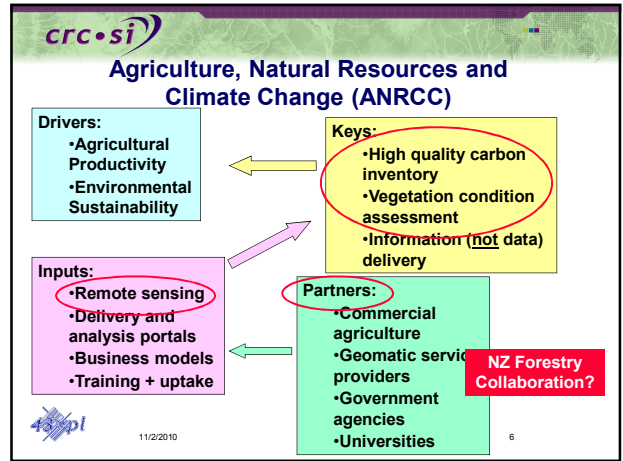 crc•si
Agriculture, Natural Resources and
Climate Change (ANRCC)
Drivers:
•Agricultural
Productivity
•Environmental
Sustainability
Keys:
•High quality carbon
inventory
•Vegetation condition
assessment
•Information (not data)
delivery
Inputs:
•Remote sensing
•Delivery and
analysis portals
•Business models
•Training + uptake
Partners:
•Commercial
agriculture
•Geomatic
providers
•Government
agencies
•Universities
NZ Forestry
Collaboration?
43pl
11/2/2010
6